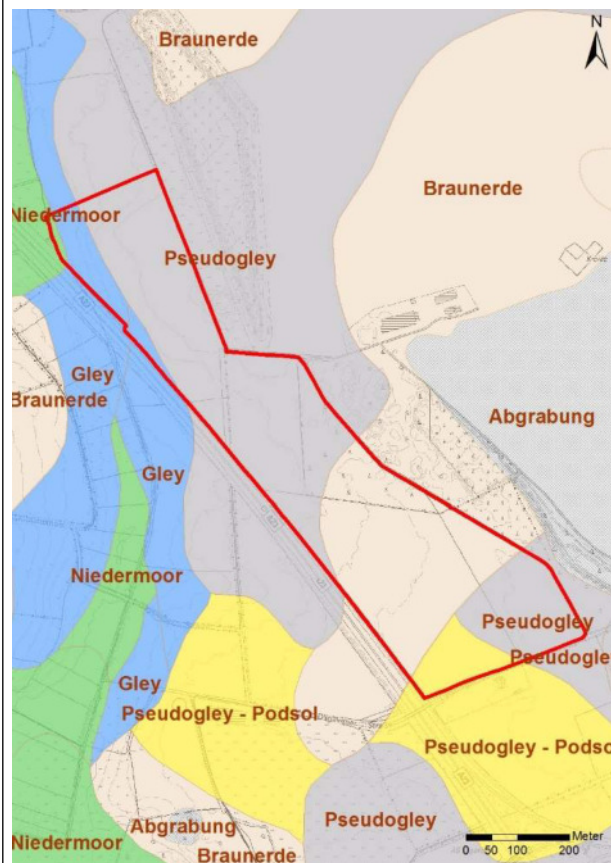 N
Braunerde
Braunerde
Niedermoor
Pseudogley
Gley
Braunerde
Abgrabung
Gley
Niedermoor
Pseudogley
Pseudogle
Gley
Pseudogley - Podsol
Pseudogley - Podso
Pseudogley
Abgrabung
Braunerde
Niedermoor
Meter
0 50 100 200